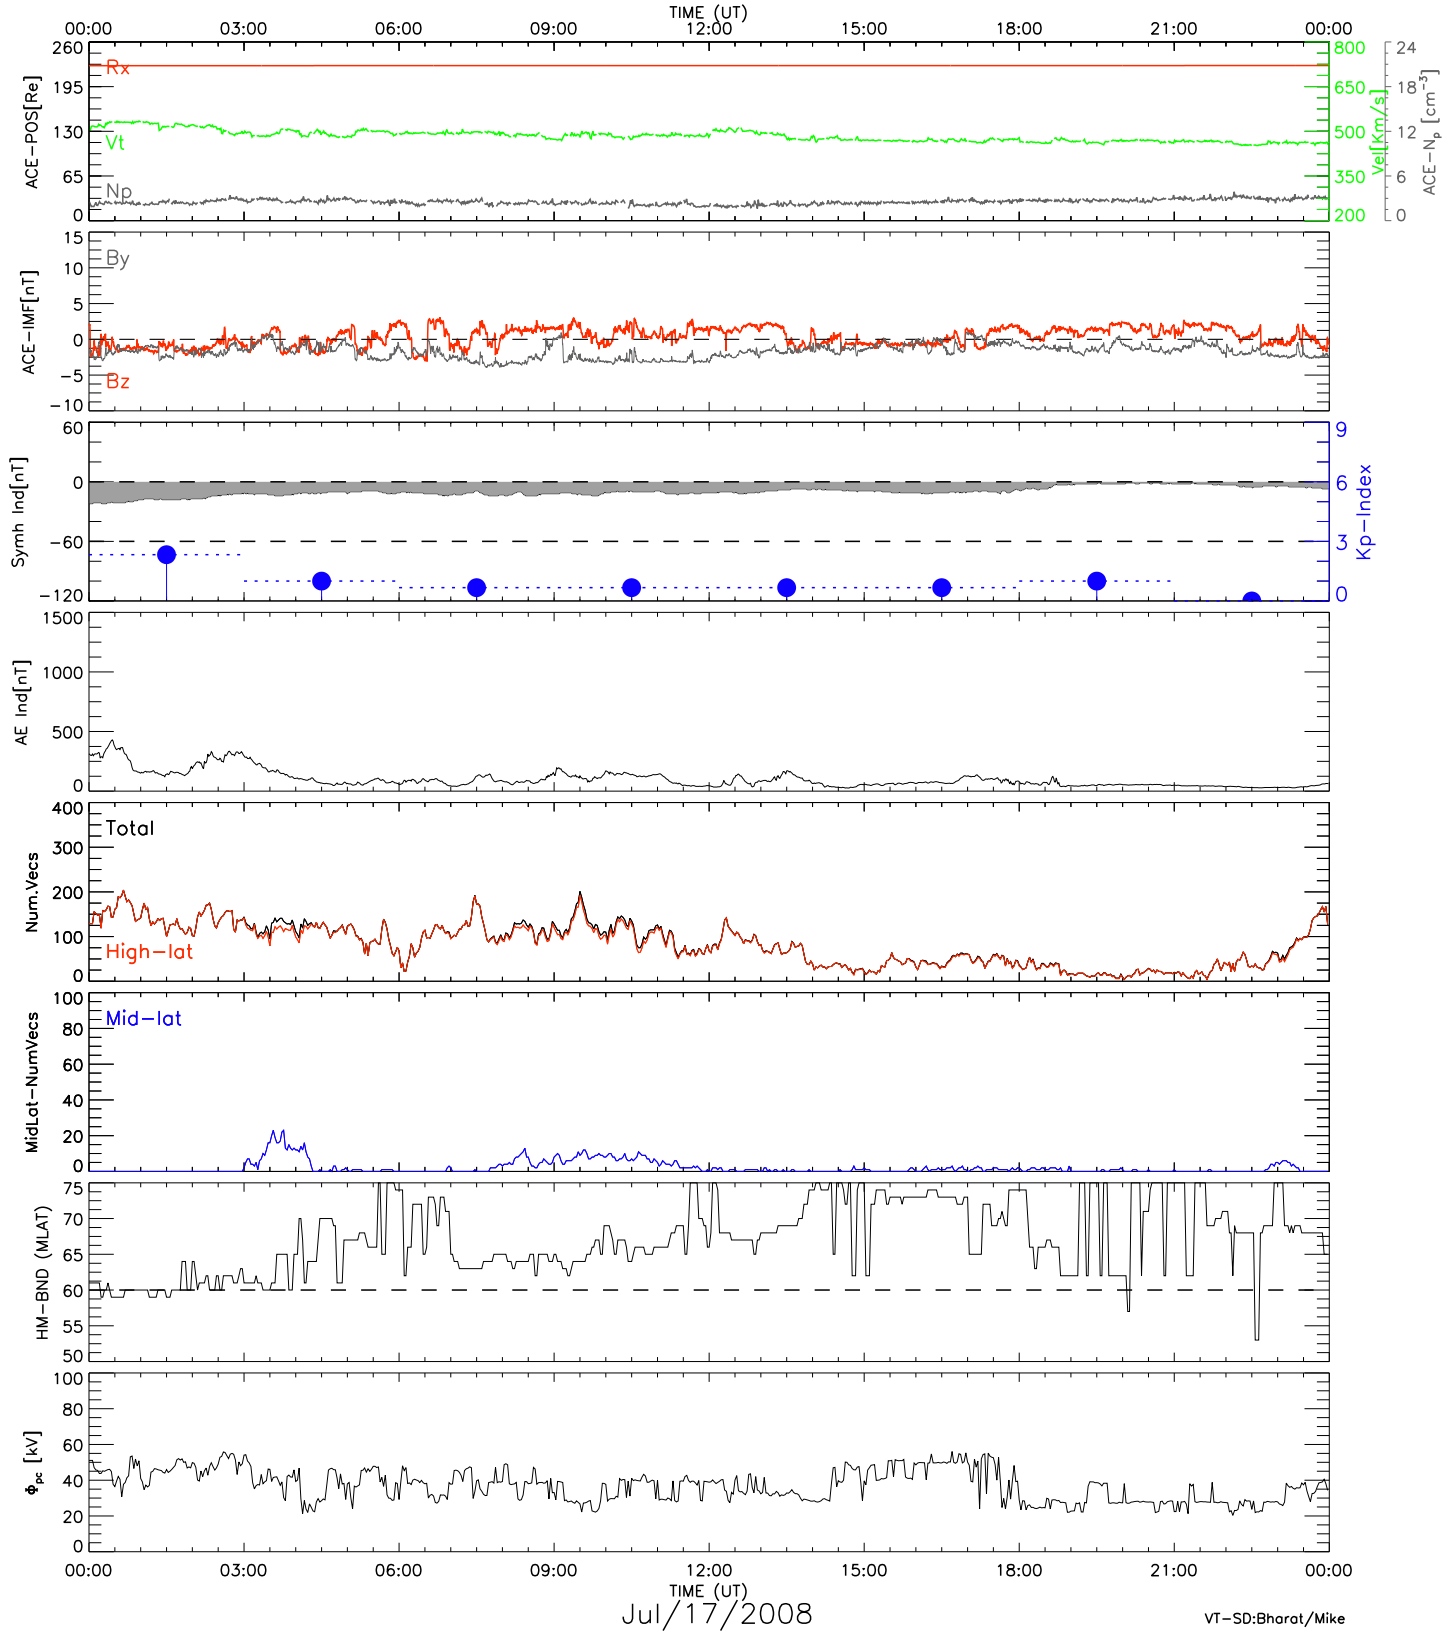 TIME (UT)
00:00 03:00 06:00 09:00 12:00 15:00 18:00 21:00 00:00
ACE-POS[Re]
260
195
130
65
0
Rx
Vt
Np
800
650
500
350
200
Vel[Km/s]
24
18
12
6
0
ACE-Np [cm-3]
ACE-IMF[nT]
15
10
5
0
-5
-10
By
Bz
Symh Ind[nT]
60
0
-60
-120
9
6
3
0
Kp-Index
AE Ind[nT]
1500
1000
500
0
Num.Vecs
400
300
200
100
0
Total
High-lat
MidLat-NumVecs
100
80
60
40
20
0
Mid-lat
HM-BND (MLAT)
75
70
65
60
55
50
Φpc [kV]
100
80
60
40
20
0
00:00 03:00 06:00 09:00 12:00 15:00 18:00 21:00 00:00
TIME (UT)
Jul/17/2008
VT-SD:Bharat/Mike